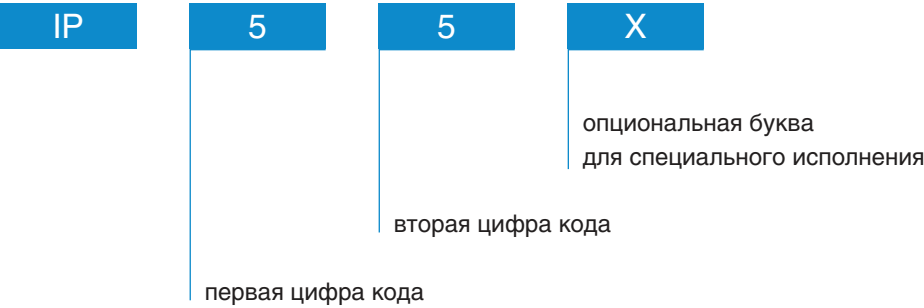 IP 5 5 X
опциональная буква
для специального исполнения
вторая цифра кода
первая цифра кода